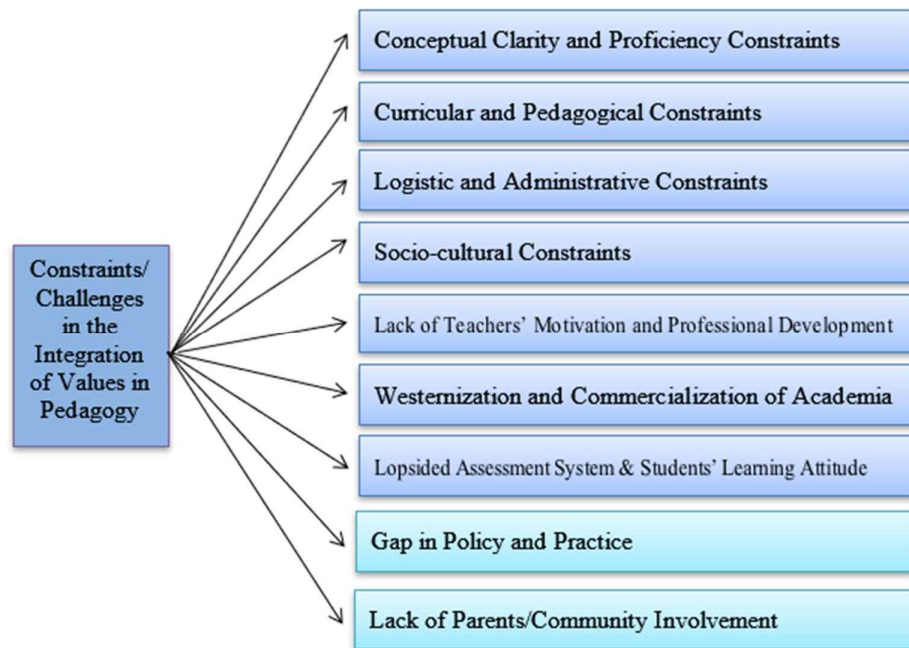 Constraints/
Challenges
in the
Integration
of Values in
Pedagogy
Conceptual Clarity and Proficiency Constraints
Curricular and Pedagogical Constraints
Logistic and Administrative Constraints
Socio-cultural Constraints
Lack of Teachers’ Motivation and Professional Development
Westernization and Commercialization of Academia
Lopsided Assessment System & Students’ Learning Attitude
Gap in Policy and Practice
Lack of Parents/Community Involvement